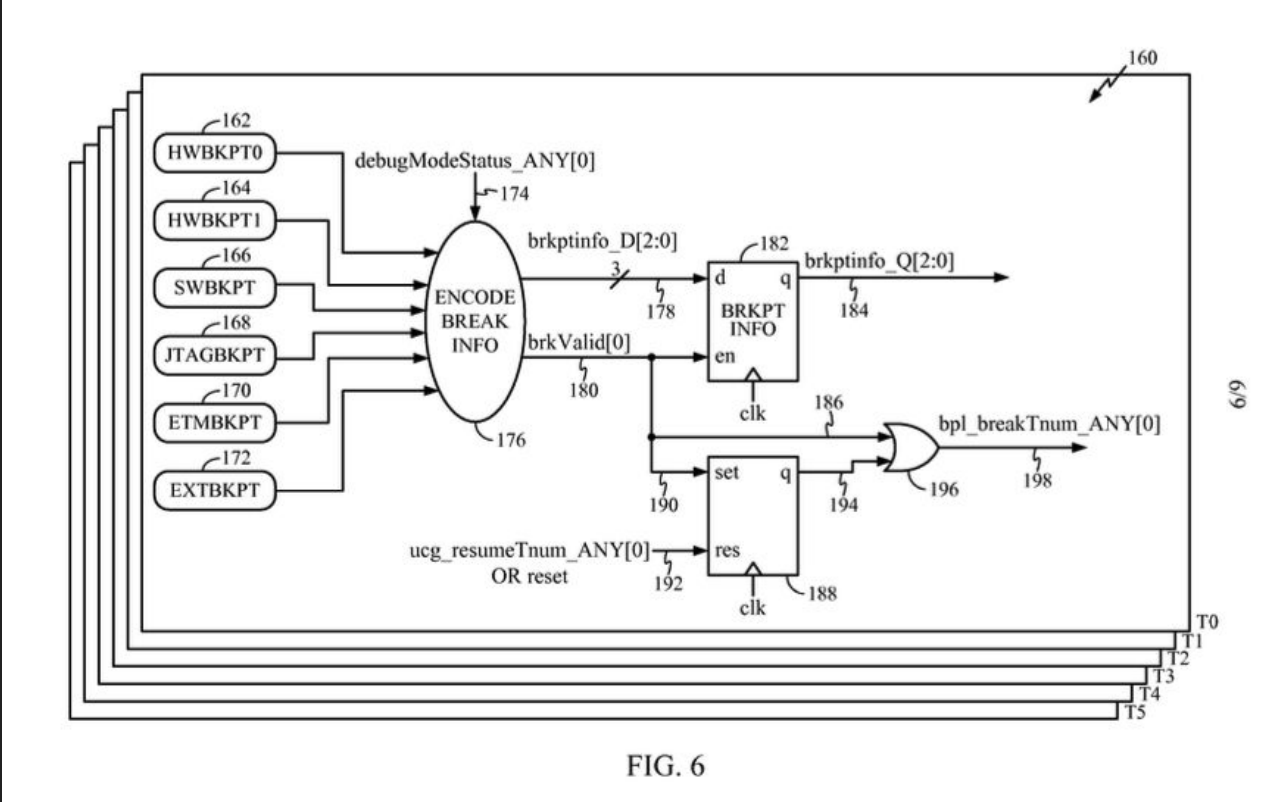 160
162
HWBKPT0
debugModeStatus_ANY[0]
174
164
HWBKPT1
brkptinfo_D[2:0]
3
178
182
brkptinfo_Q[2:0]
184
166
SWBKPT
ENCODE
BREAK
INFO
d
q
BRKPT
INFO
en
clk
168
JTAGBKPT
brkValid[0]
180
170
ETMBKPT
176
186
bpl_breakTnum_ANY[0]
196
198
172
EXTBKPT
190
set
q
194
ucg_resumeTnum_ANY[0]
OR reset
192
res
188
clk
T0
T1
T2
T3
T4
T5
6/9
FIG. 6